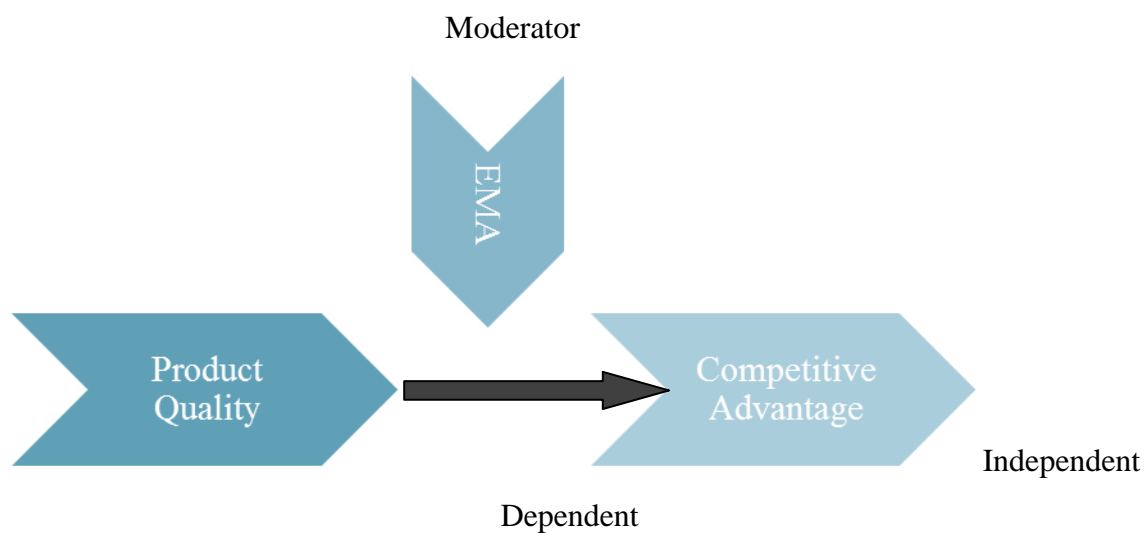 Moderator
EMA
Product
Quality
Competitive
Advantage
Independent
Dependent